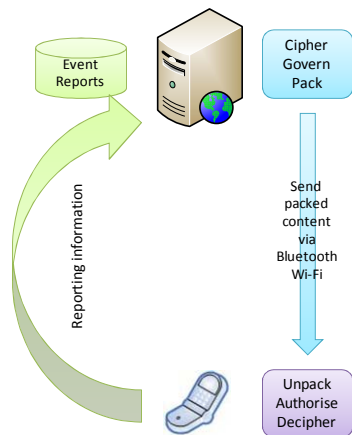 Event
Reports
Cipher
Govern
Pack
Send
packed
content
via
Bluetooth
Wi-Fi
Reporting information
Unpack
Authorise
Decipher